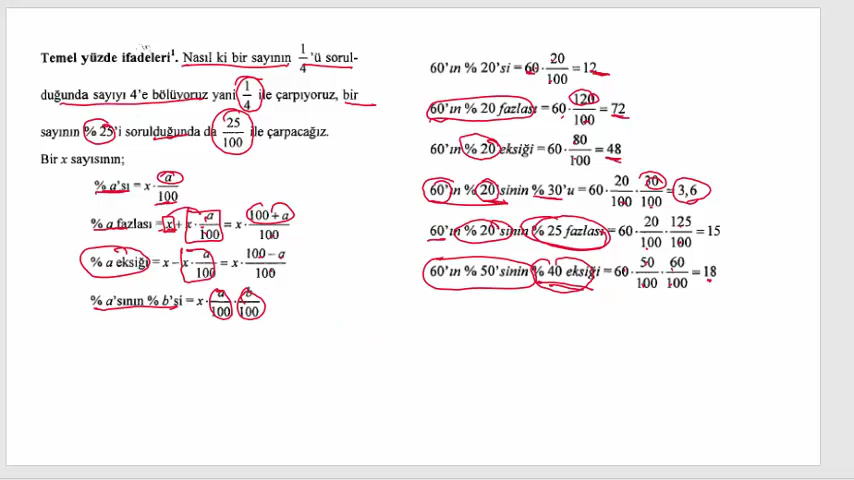 Temel yüzde ifadeleri¹. Nasıl ki bir sayının 1/4 'ü sorul-
duğunda sayıyı 4'e bölüyoruz yani 1/4 ile çarpıyoruz, bir
sayının % 25'i sorulduğunda da 25/100 ile çarpacağız.
Bir x sayısının;
% a'sı = x · a/100
% a fazlası = x + x · a/100 = x · (100 + a)/100
% a eksiği = x − x · a/100 = x · (100 − a)/100
% a'sının % b'si = x · a/100 · b/100
60'ın % 20'si = 60 · 20/100 = 12
60'ın % 20 fazlası = 60 · 120/100 = 72
60'ın % 20 eksiği = 60 · 80/100 = 48
60'ın % 20'sinin % 30'u = 60 · 20/100 · 30/100 = 3,6
60'ın % 20'sinin % 25 fazlası = 60 · 20/100 · 125/100 = 15
60'ın % 50'sinin % 40 eksiği = 60 · 50/100 · 60/100 = 18